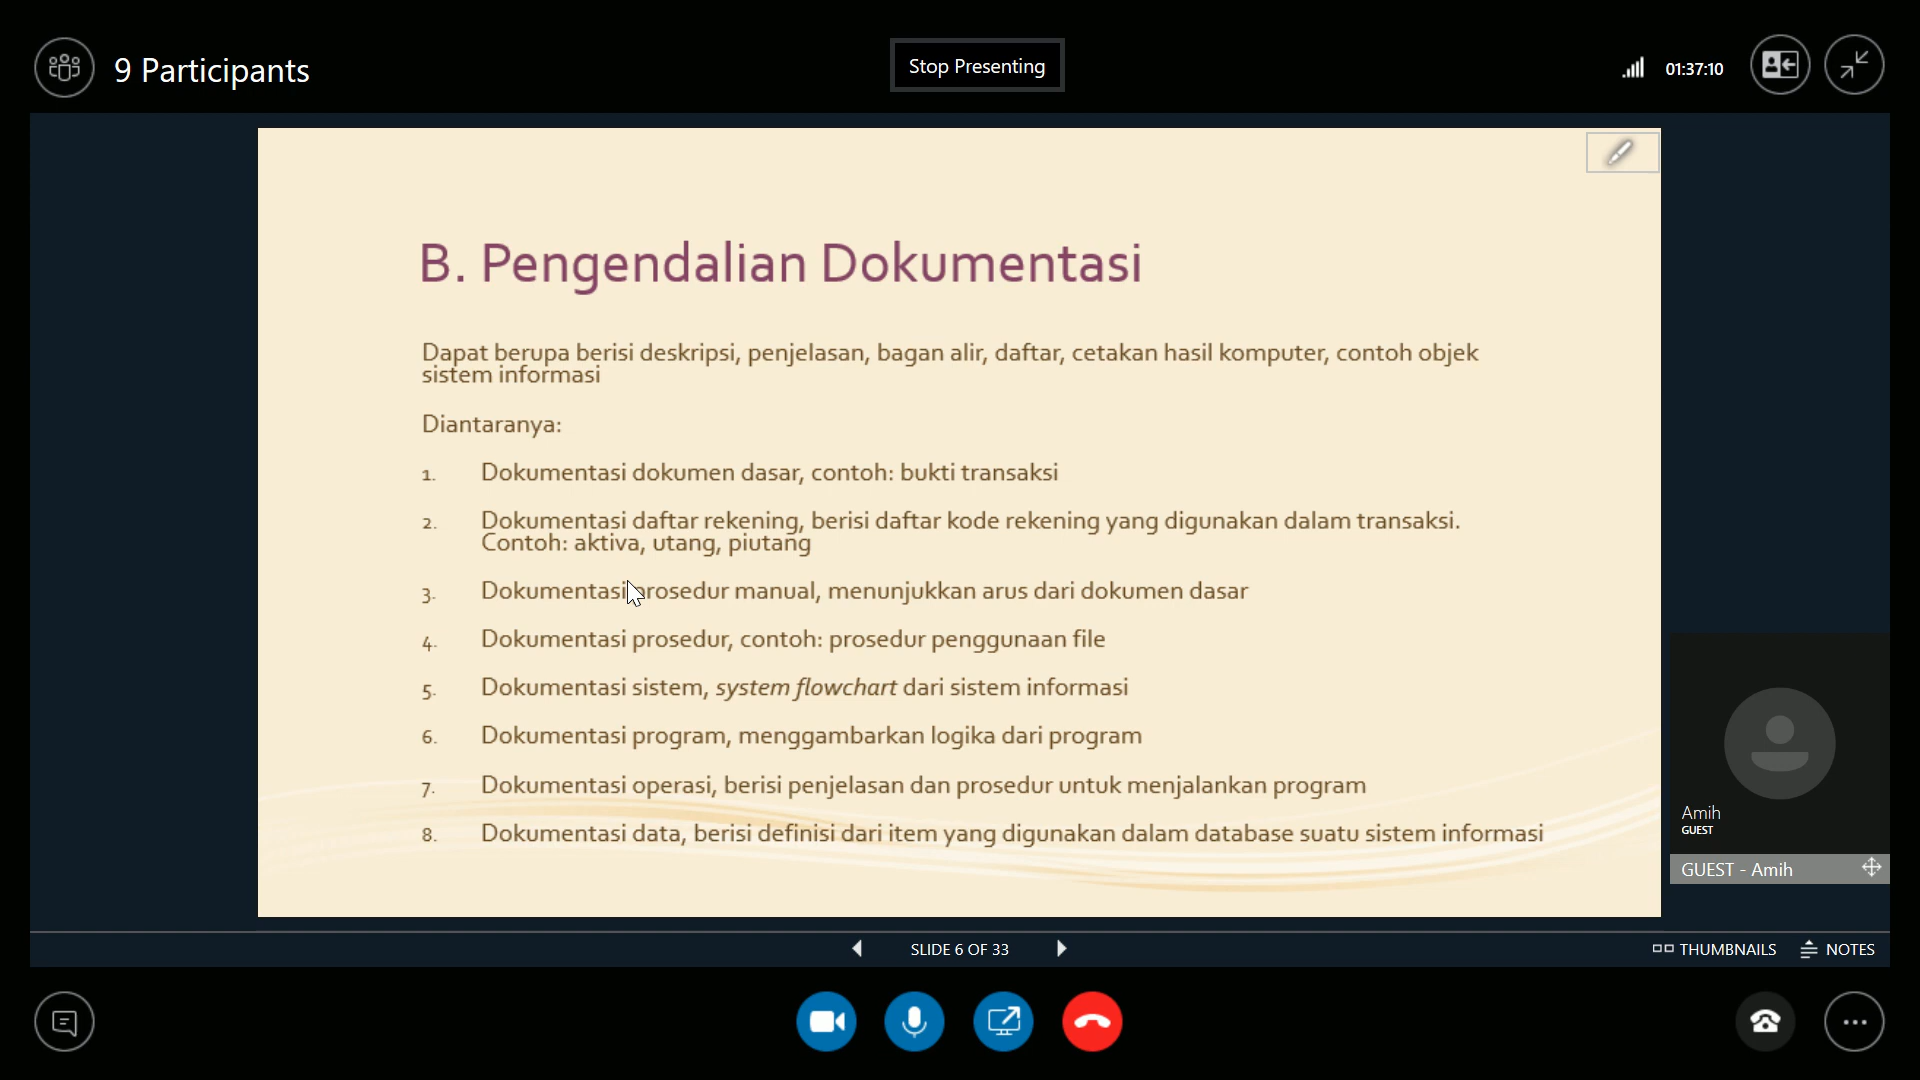 9 Participants
Stop Presenting
01:37:10
B. Pengendalian Dokumentasi
Dapat berupa berisi deskripsi, penjelasan, bagan alir, daftar, cetakan hasil komputer, contoh objek
sistem informasi
Diantaranya:
1. Dokumentasi dokumen dasar, contoh: bukti transaksi
2. Dokumentasi daftar rekening, berisi daftar kode rekening yang digunakan dalam transaksi.
Contoh: aktiva, utang, piutang
3. Dokumentasi prosedur manual, menunjukkan arus dari dokumen dasar
4. Dokumentasi prosedur, contoh: prosedur penggunaan file
5. Dokumentasi sistem, system flowchart dari sistem informasi
6. Dokumentasi program, menggambarkan logika dari program
7. Dokumentasi operasi, berisi penjelasan dan prosedur untuk menjalankan program
8. Dokumentasi data, berisi definisi dari item yang digunakan dalam database suatu sistem informasi
Amih
GUEST
GUEST - Amih
SLIDE 6 OF 33
THUMBNAILS
NOTES